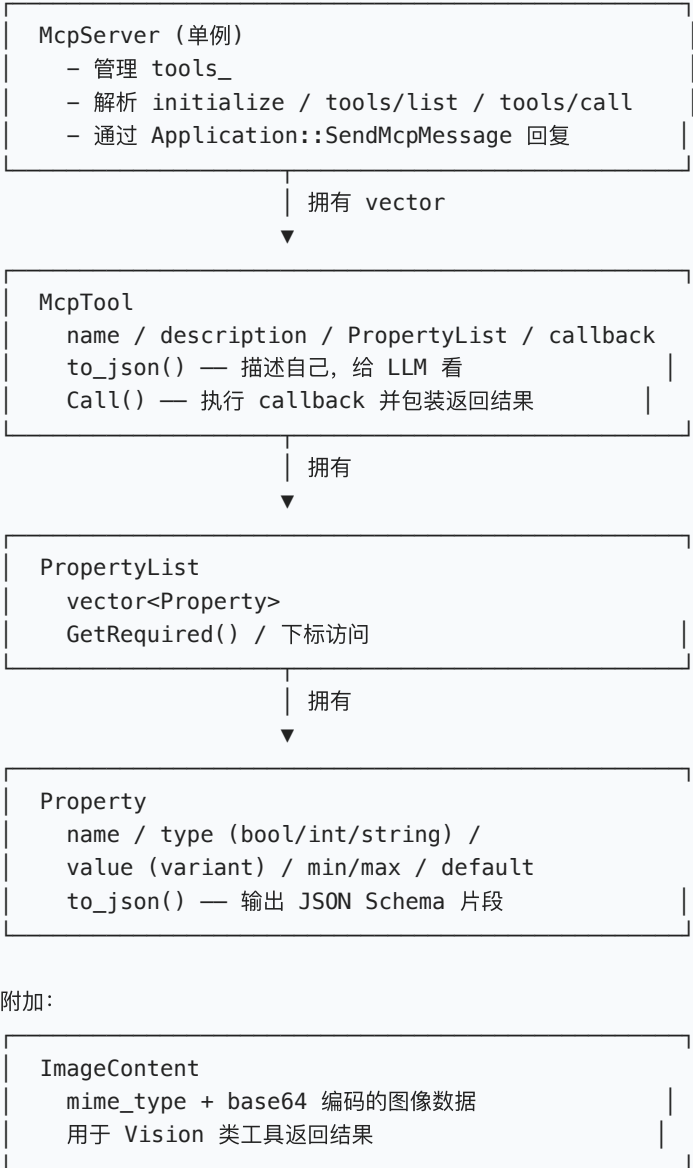 McpServer (单例)
– 管理 tools_
– 解析 initialize / tools/list / tools/call
– 通过 Application::SendMcpMessage 回复
拥有 vector
▼
McpTool
name / description / PropertyList / callback
to_json() —— 描述自己，给 LLM 看
Call() —— 执行 callback 并包装返回结果
拥有
▼
PropertyList
vector<Property>
GetRequired() / 下标访问
拥有
▼
Property
name / type (bool/int/string) /
value (variant) / min/max / default
to_json() —— 输出 JSON Schema 片段
附加：
ImageContent
mime_type + base64 编码的图像数据
用于 Vision 类工具返回结果